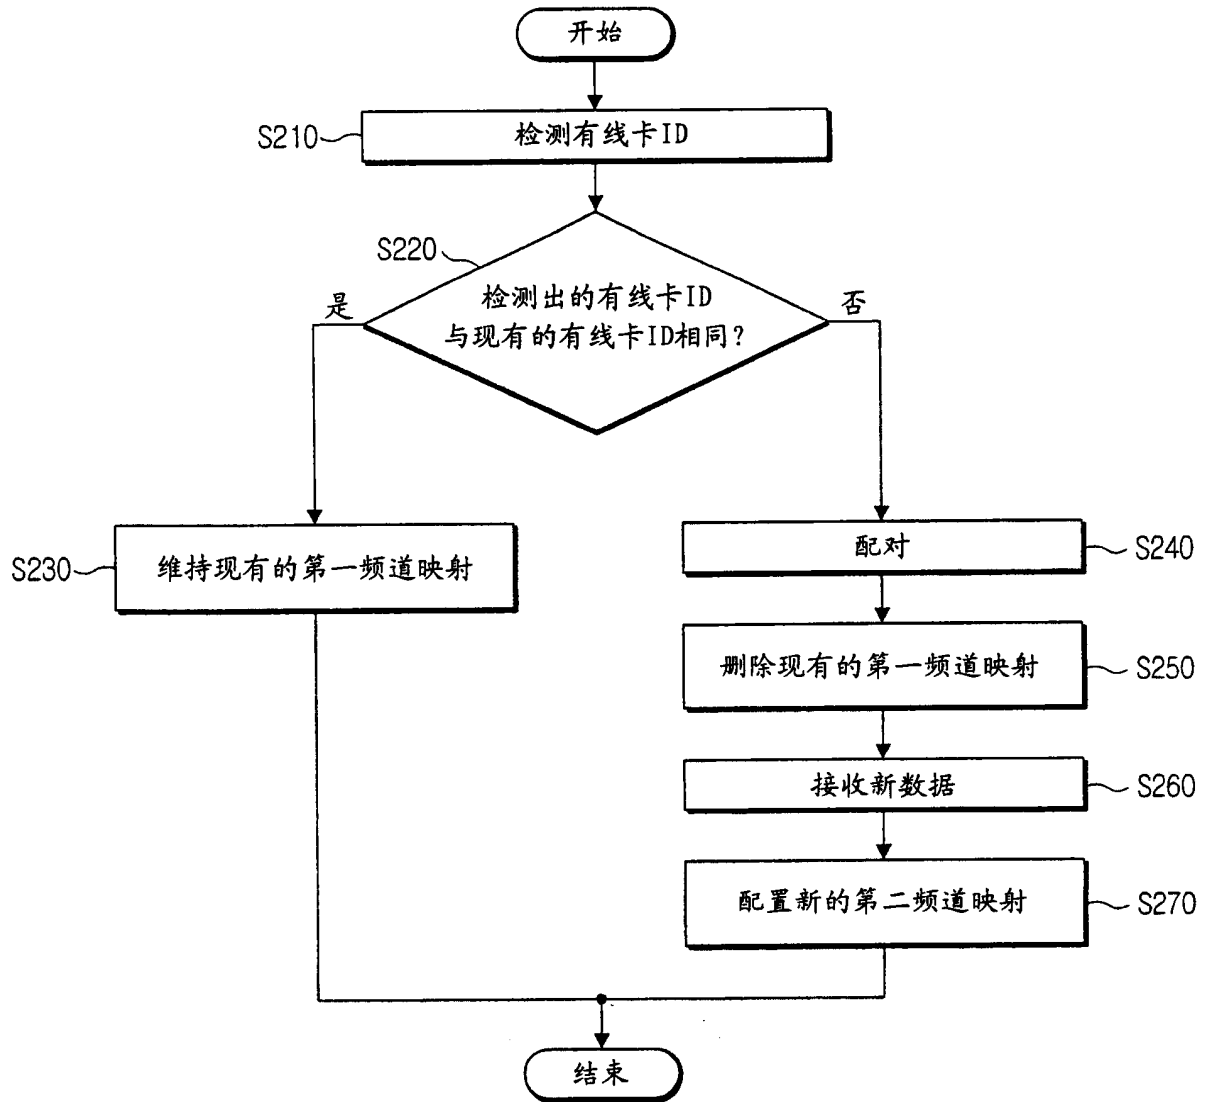 开始
S210
检测有线卡ID
S220
检测出的有线卡ID
与现有的有线卡ID相同?
是
否
S230
维持现有的第一频道映射
配对
S240
删除现有的第一频道映射
S250
接收新数据
S260
配置新的第二频道映射
S270
结束